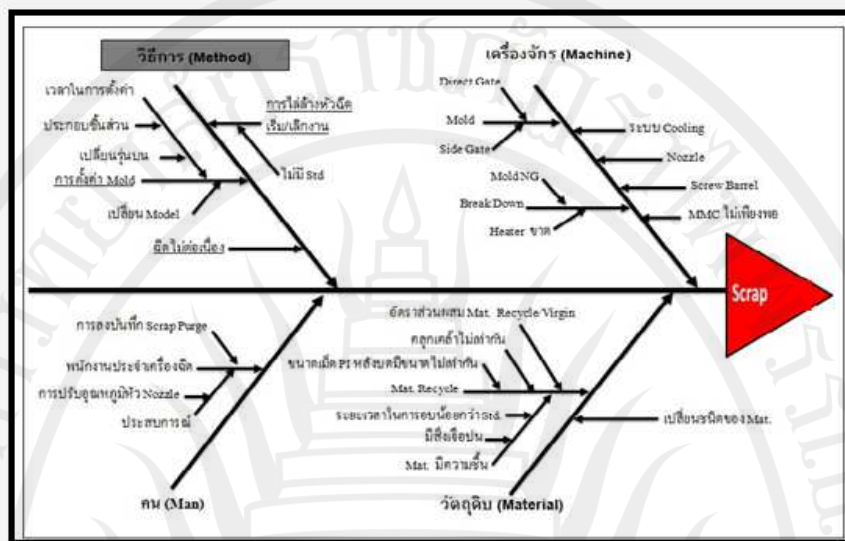 วิธีการ (Method)
เครื่องจักร (Machine)
เวลาในการตั้งค่า
ประกอบชิ้นส่วน
เปลี่ยนรุ่นบน
การตั้งค่า Mold
เปลี่ยน Model
การไล่ล้างหัวฉีด
เริ่ม/เลิกงาน
ไม่มี Std
ฉีดไม่ต่อเนื่อง
Direct Gate
Mold
Side Gate
Mold NG
Break Down
Heater ขาด
ระบบ Cooling
Nozzle
Screw Barrel
MMC ไม่เพียงพอ
Scrap
การลงบันทึก Scrap Purge
พนักงานประจำเครื่องฉีด
การปรับอุณหภูมิหัว Nozzle
ประสบการณ์
อัตราส่วนผสม Mat. Recycle/Virgin
คลุกเคล้าไม่เท่ากัน
ขนาดเม็ด PI หลังบดมีขนาดไม่เท่ากัน
Mat. Recycle
ระยะเวลาในการอบน้อยกว่า Std.
มีสิ่งเจือปน
Mat. มีความชื้น
เปลี่ยนชนิดของ Mat.
คน (Man)
วัตถุดิบ (Material)